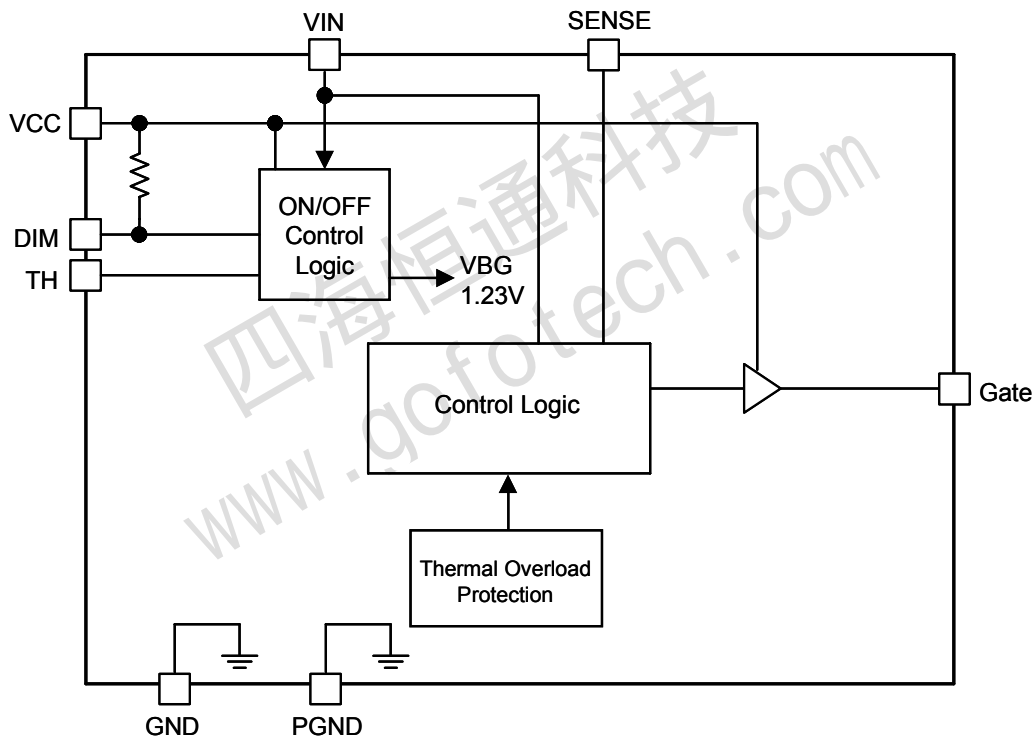 VIN
SENSE
VCC
DIM
TH
ON/OFF
Control
Logic
VBG
1.23V
Control Logic
Gate
Thermal Overload
Protection
GND
PGND
四海恒通科技
www.gcfotech.com